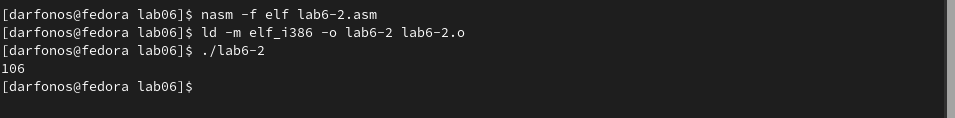 [darfonos@fedora lab06]$ nasm -f elf lab6-2.asm
[darfonos@fedora lab06]$ ld -m elf_i386 -o lab6-2 lab6-2.o
[darfonos@fedora lab06]$ ./lab6-2
106
[darfonos@fedora lab06]$